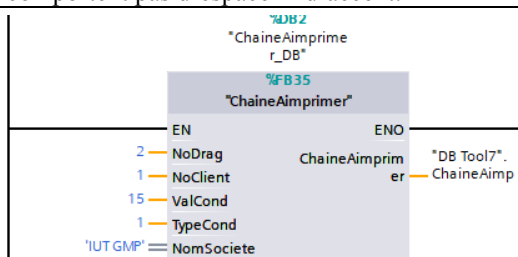 %DB2
"ChaineAimprime
r_DB"
%FB35
"ChaineAimprimer"
EN ENO
2 NoDrag ChaineAimprim "DB Tool7".
1 NoClient er ChaineAimp
15 ValCond
1 TypeCond
'IUT GMP' NomSociete